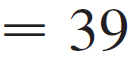 = 39